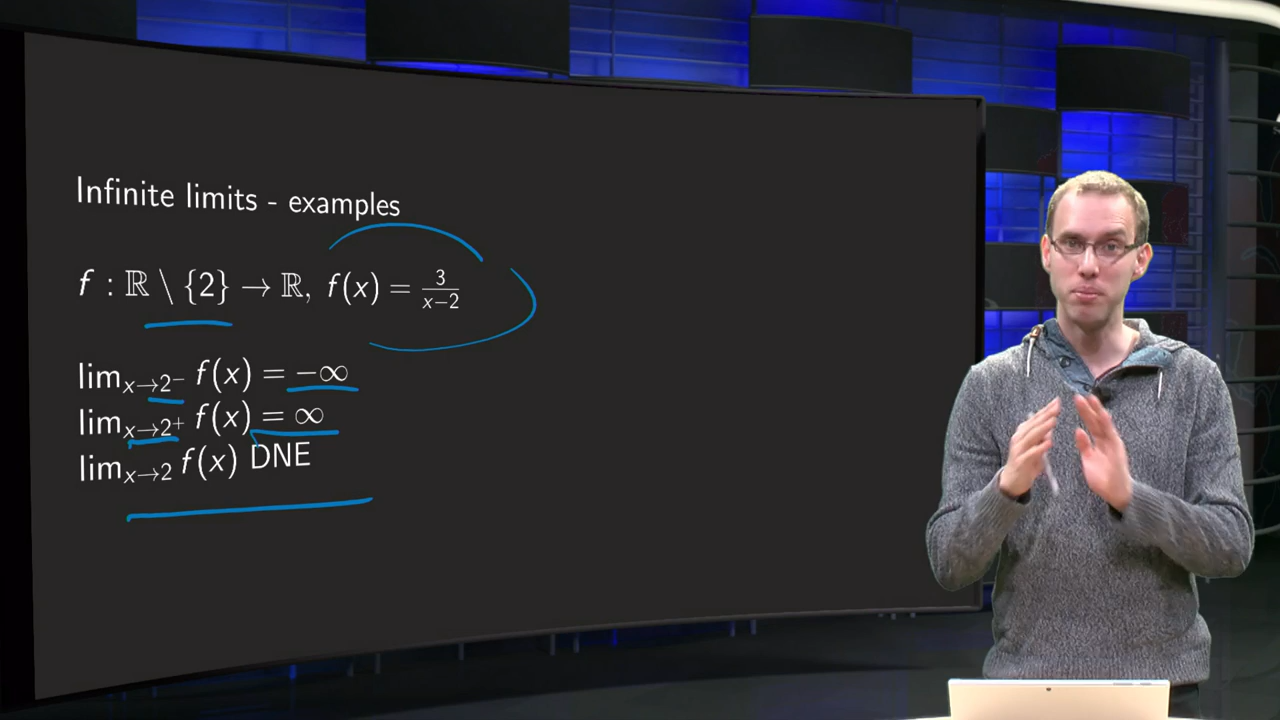 Infinite limits - examples
f : ℝ \ {2} → ℝ, f(x) = 3/(x−2)
lim_{x→2⁻} f(x) = −∞
lim_{x→2⁺} f(x) = ∞
lim_{x→2} f(x) DNE